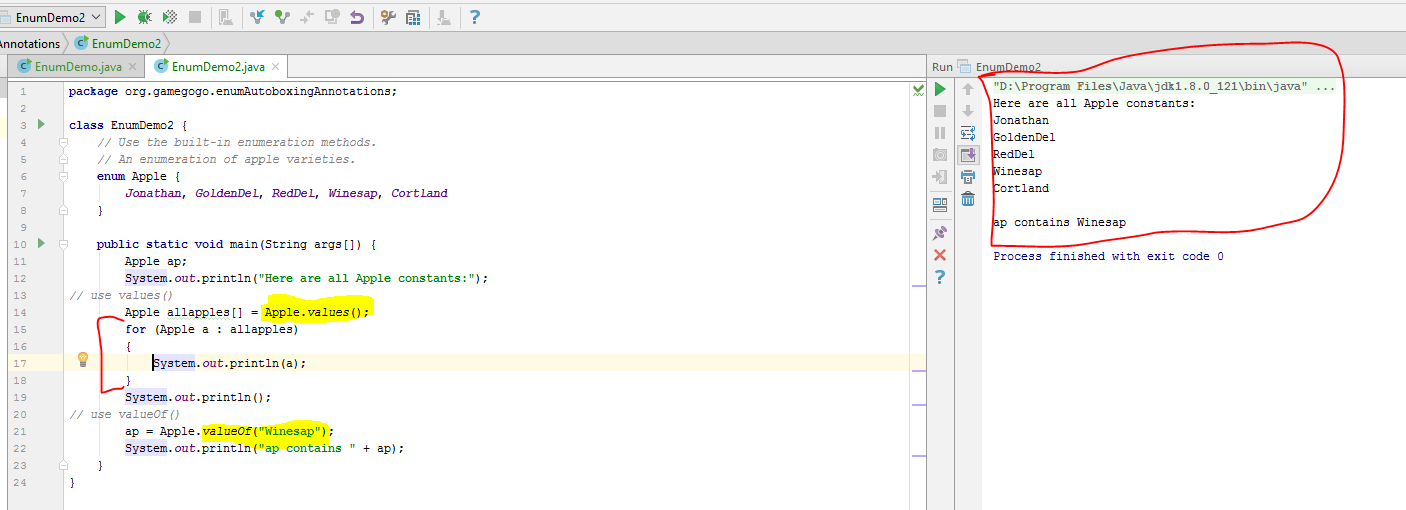 EnumDemo2
Annotations
EnumDemo2
EnumDemo.java
EnumDemo2.java
1 package org.gamegogo.enumAutoboxingAnnotations;
2
3 class EnumDemo2 {
4 // Use the built-in enumeration methods.
5 // An enumeration of apple varieties.
6 enum Apple {
7 Jonathan, GoldenDel, RedDel, Winesap, Cortland
8 }
9
10 public static void main(String args[]) {
11 Apple ap;
12 System.out.println("Here are all Apple constants:");
13 // use values()
14 Apple allapples[] = Apple.values();
15 for (Apple a : allapples)
16 {
17 System.out.println(a);
18 }
19 System.out.println();
20 // use valueOf()
21 ap = Apple.valueOf("Winesap");
22 System.out.println("ap contains " + ap);
23 }
24 }
Run EnumDemo2
"D:\Program Files\Java\jdk1.8.0_121\bin\java" ...
Here are all Apple constants:
Jonathan
GoldenDel
RedDel
Winesap
Cortland
ap contains Winesap
Process finished with exit code 0